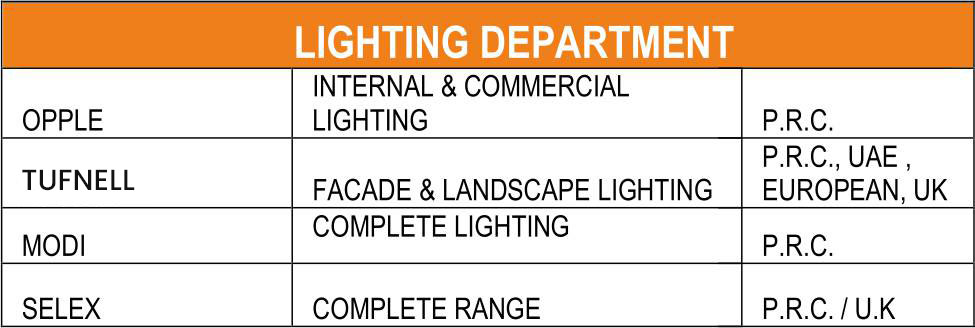 LIGHTING DEPARTMENT
OPPLE
INTERNAL & COMMERCIAL
LIGHTING
P.R.C.
TUFNELL
FACADE & LANDSCAPE LIGHTING
P.R.C., UAE ,
EUROPEAN, UK
MODI
COMPLETE LIGHTING
P.R.C.
SELEX
COMPLETE RANGE
P.R.C. / U.K